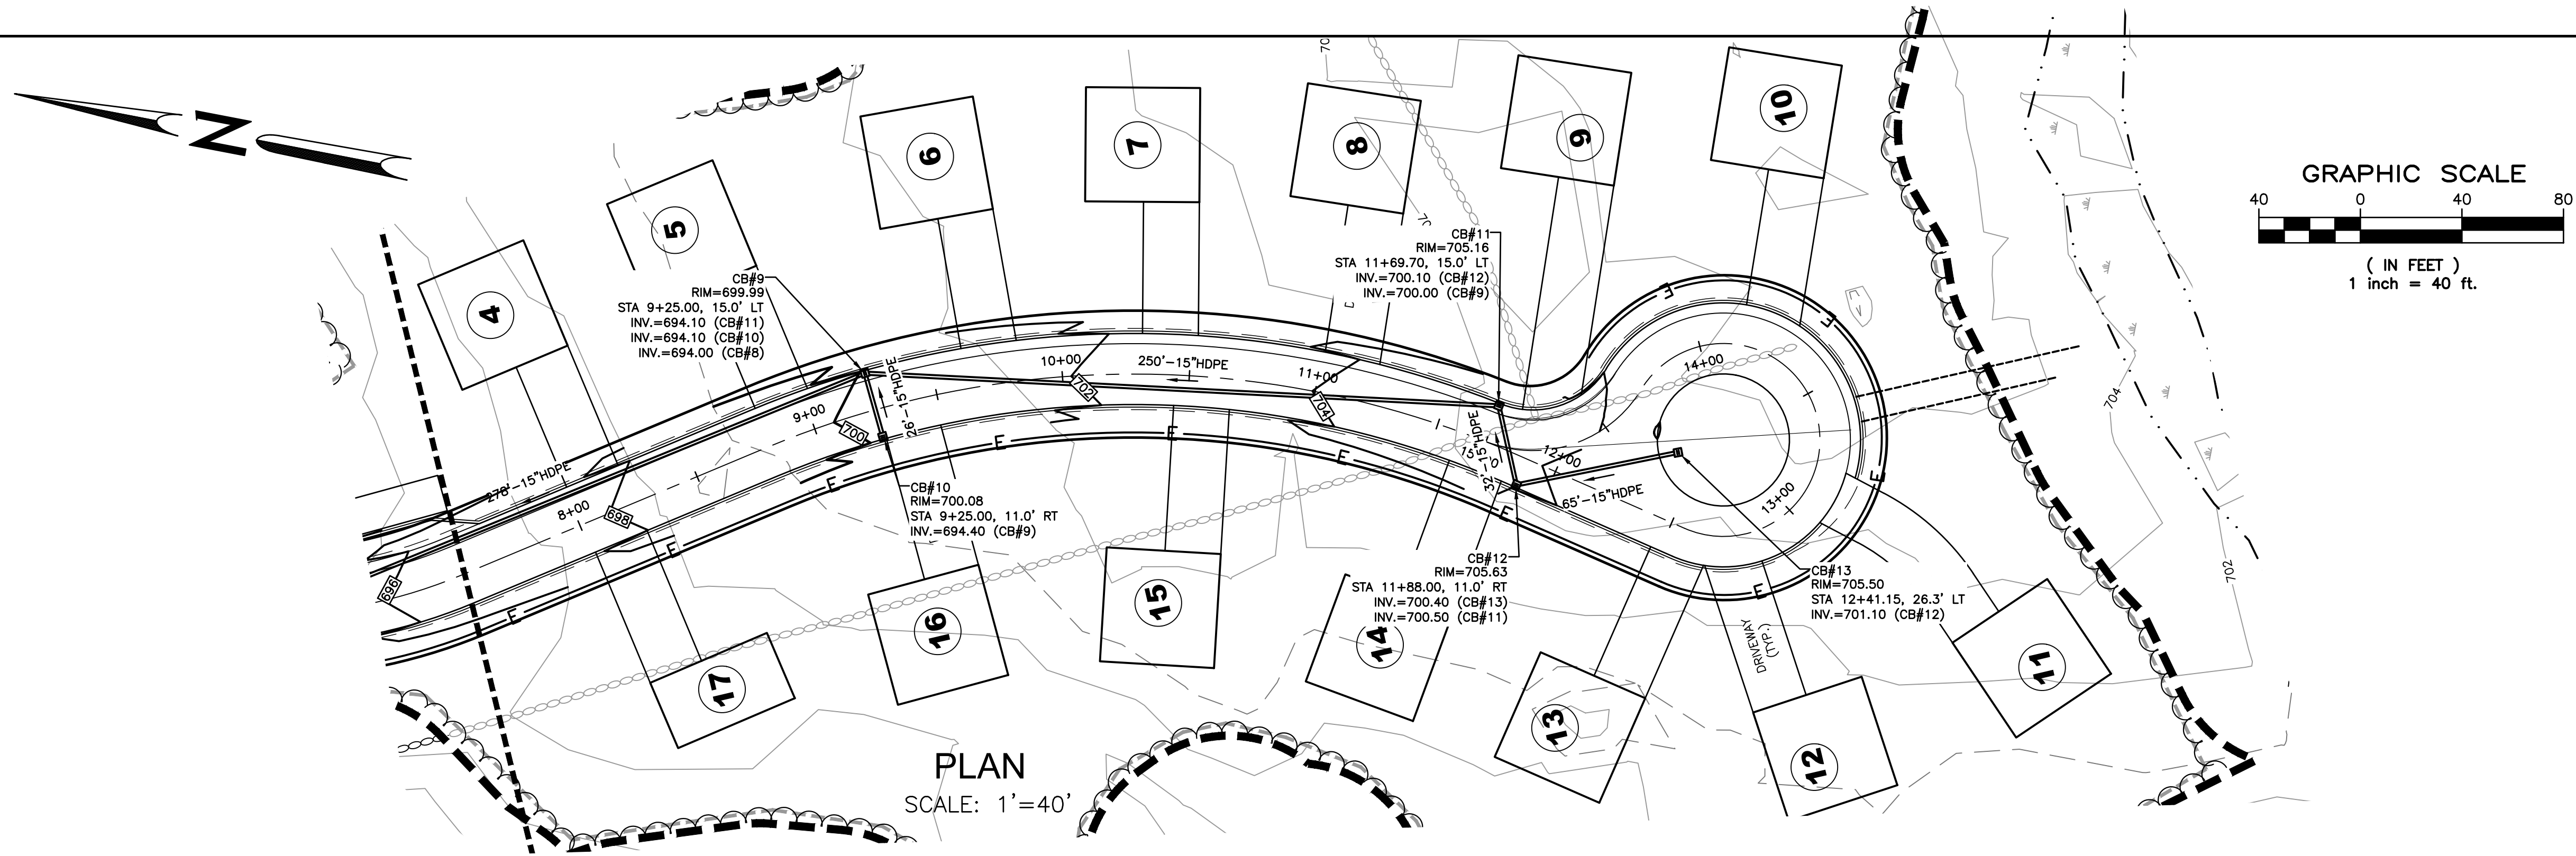 N
GRAPHIC SCALE
40 0 40 80
( IN FEET )
1 inch = 40 ft.
4
5
6
7
8
9
10
CB#9
RIM=699.99
STA 9+25.00, 15.0' LT
INV.=694.10 (CB#11)
INV.=694.10 (CB#10)
INV.=694.00 (CB#8)
CB#11
RIM=705.16
STA 11+69.70, 15.0' LT
INV.=700.10 (CB#12)
INV.=700.00 (CB#9)
278'-15"HDPE
26'-15"HDPE
250'-15"HDPE
32'-15"HDPE
65'-15"HDPE
8+00
9+00
10+00
11+00
12+00
13+00
14+00
696
698
700
702
704
E
E
E
E
E
E
E
E
E
E
E
CB#10
RIM=700.08
STA 9+25.00, 11.0' RT
INV.=694.40 (CB#9)
CB#12
RIM=705.63
STA 11+88.00, 11.0' RT
INV.=700.40 (CB#13)
INV.=700.50 (CB#11)
CB#13
RIM=705.50
STA 12+41.15, 26.3' LT
INV.=701.10 (CB#12)
DRIVEWAY
(TYP.)
704
702
17
16
15
14
13
12
11
PLAN
SCALE: 1'=40'